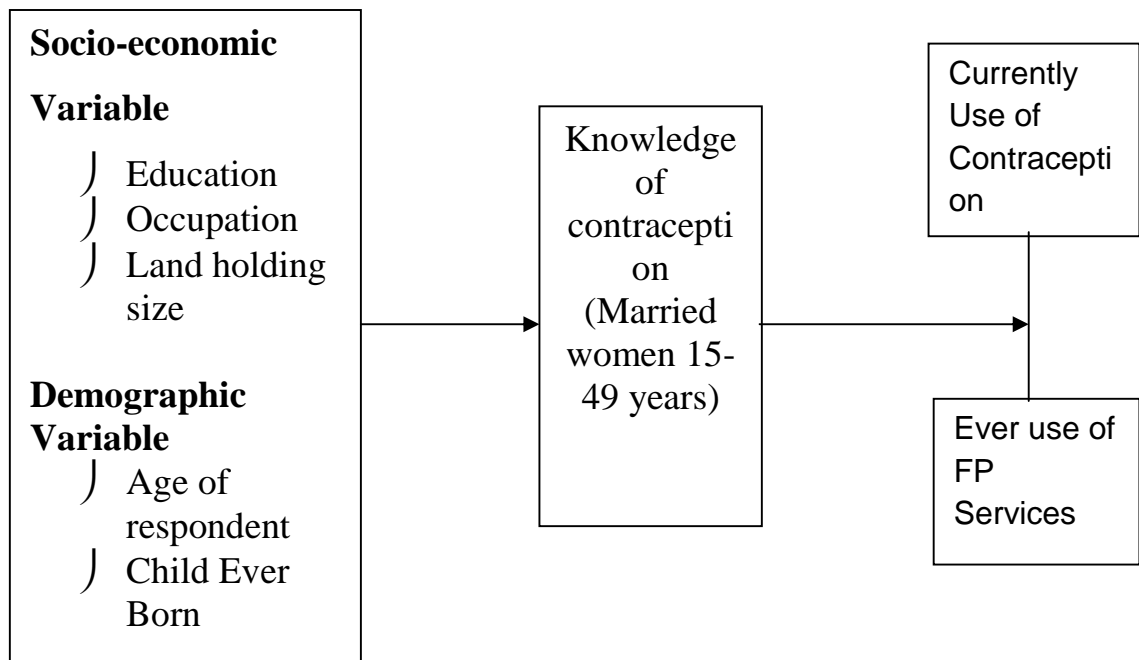 Socio-economic
Variable
Education
Occupation
Land holding
size
Demographic
Variable
Age of
respondent
Child Ever
Born
Knowledge
of
contracepti
on
(Married
women 15-
49 years)
Currently
Use of
Contracepti
on
Ever use of
FP
Services